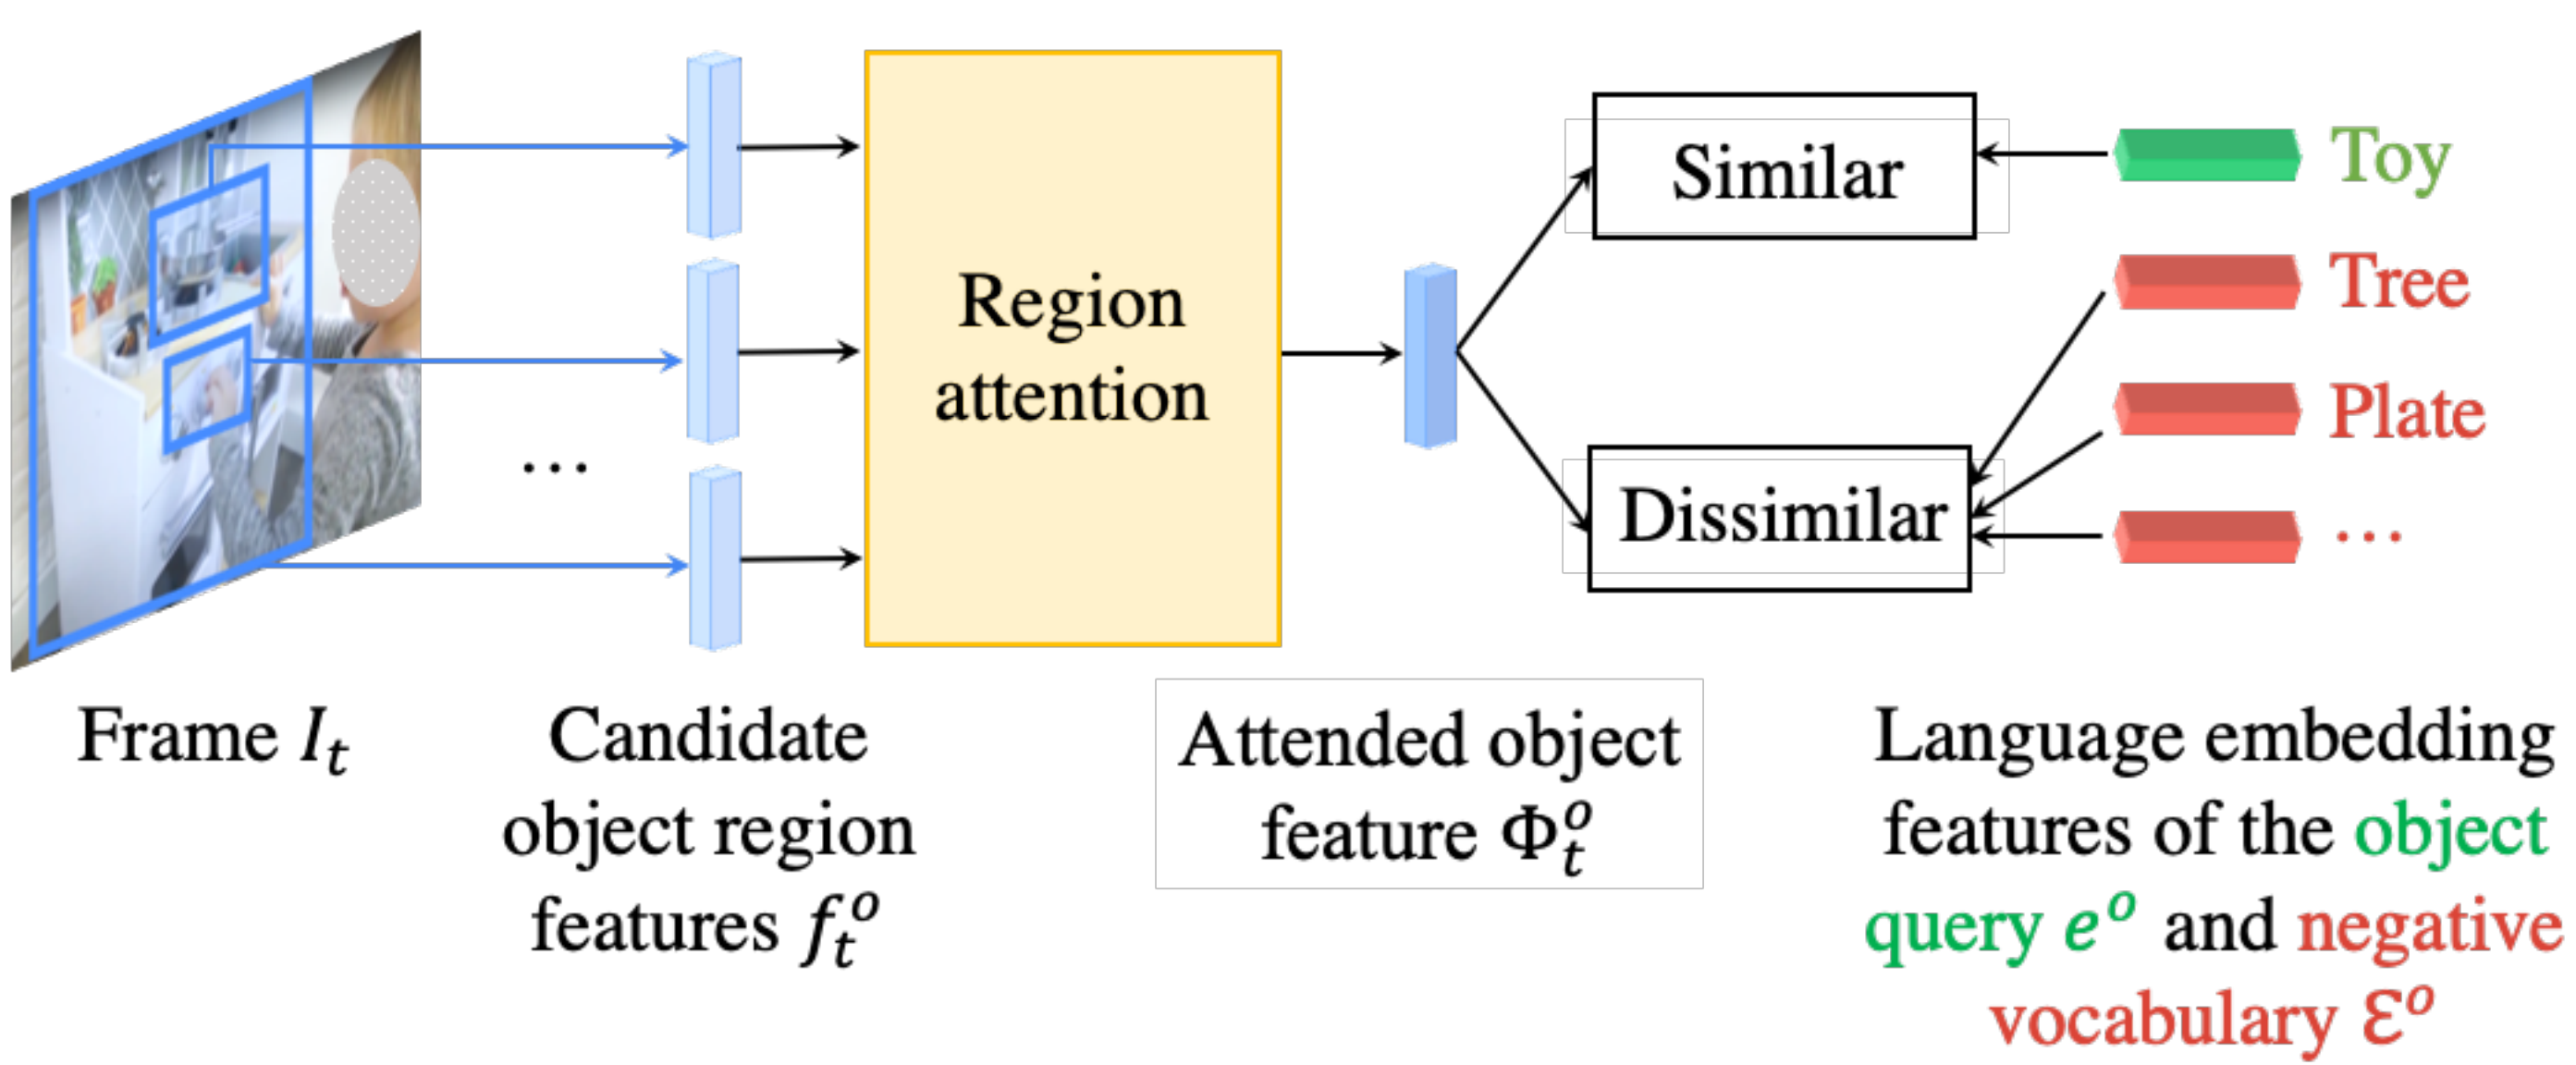 Region
attention
Similar
Dissimilar
Toy
Tree
Plate
...
...
Frame I_t
Candidate
object region
features f_t^o
Attended object
feature Φ_t^o
Language embedding
features of the object
query e^o and negative
vocabulary Ɛ^o